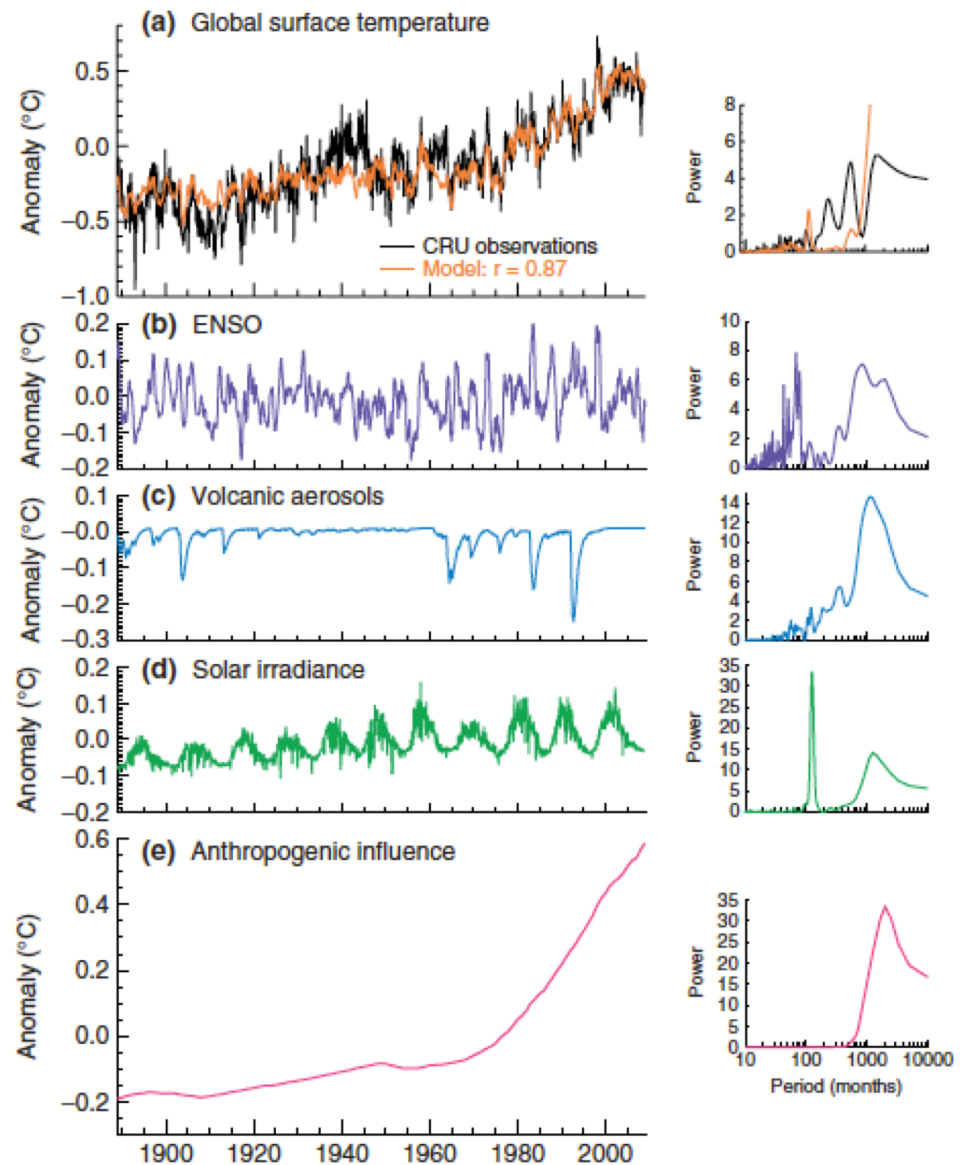 (a) Global surface temperature
Anomaly (°C)
0.5
0.0
−0.5
−1.0
CRU observations
Model: r = 0.87
Power
8
6
4
2
0
(b) ENSO
Anomaly (°C)
0.2
0.1
0.0
−0.1
0.2
Power
10
8
6
4
2
0
(c) Volcanic aerosols
Anomaly (°C)
0.1
−0.0
−0.1
−0.2
−0.3
Power
14
12
10
8
6
4
2
0
(d) Solar irradiance
Anomaly (°C)
0.2
0.1
−0.0
−0.1
−0.2
Power
35
30
25
20
15
10
5
0
(e) Anthropogenic influence
Anomaly (°C)
0.6
0.4
0.2
0.0
−0.2
1900 1920 1940 1960 1980 2000
Power
35
30
25
20
15
10
5
0
10 100 1000 10000
Period (months)